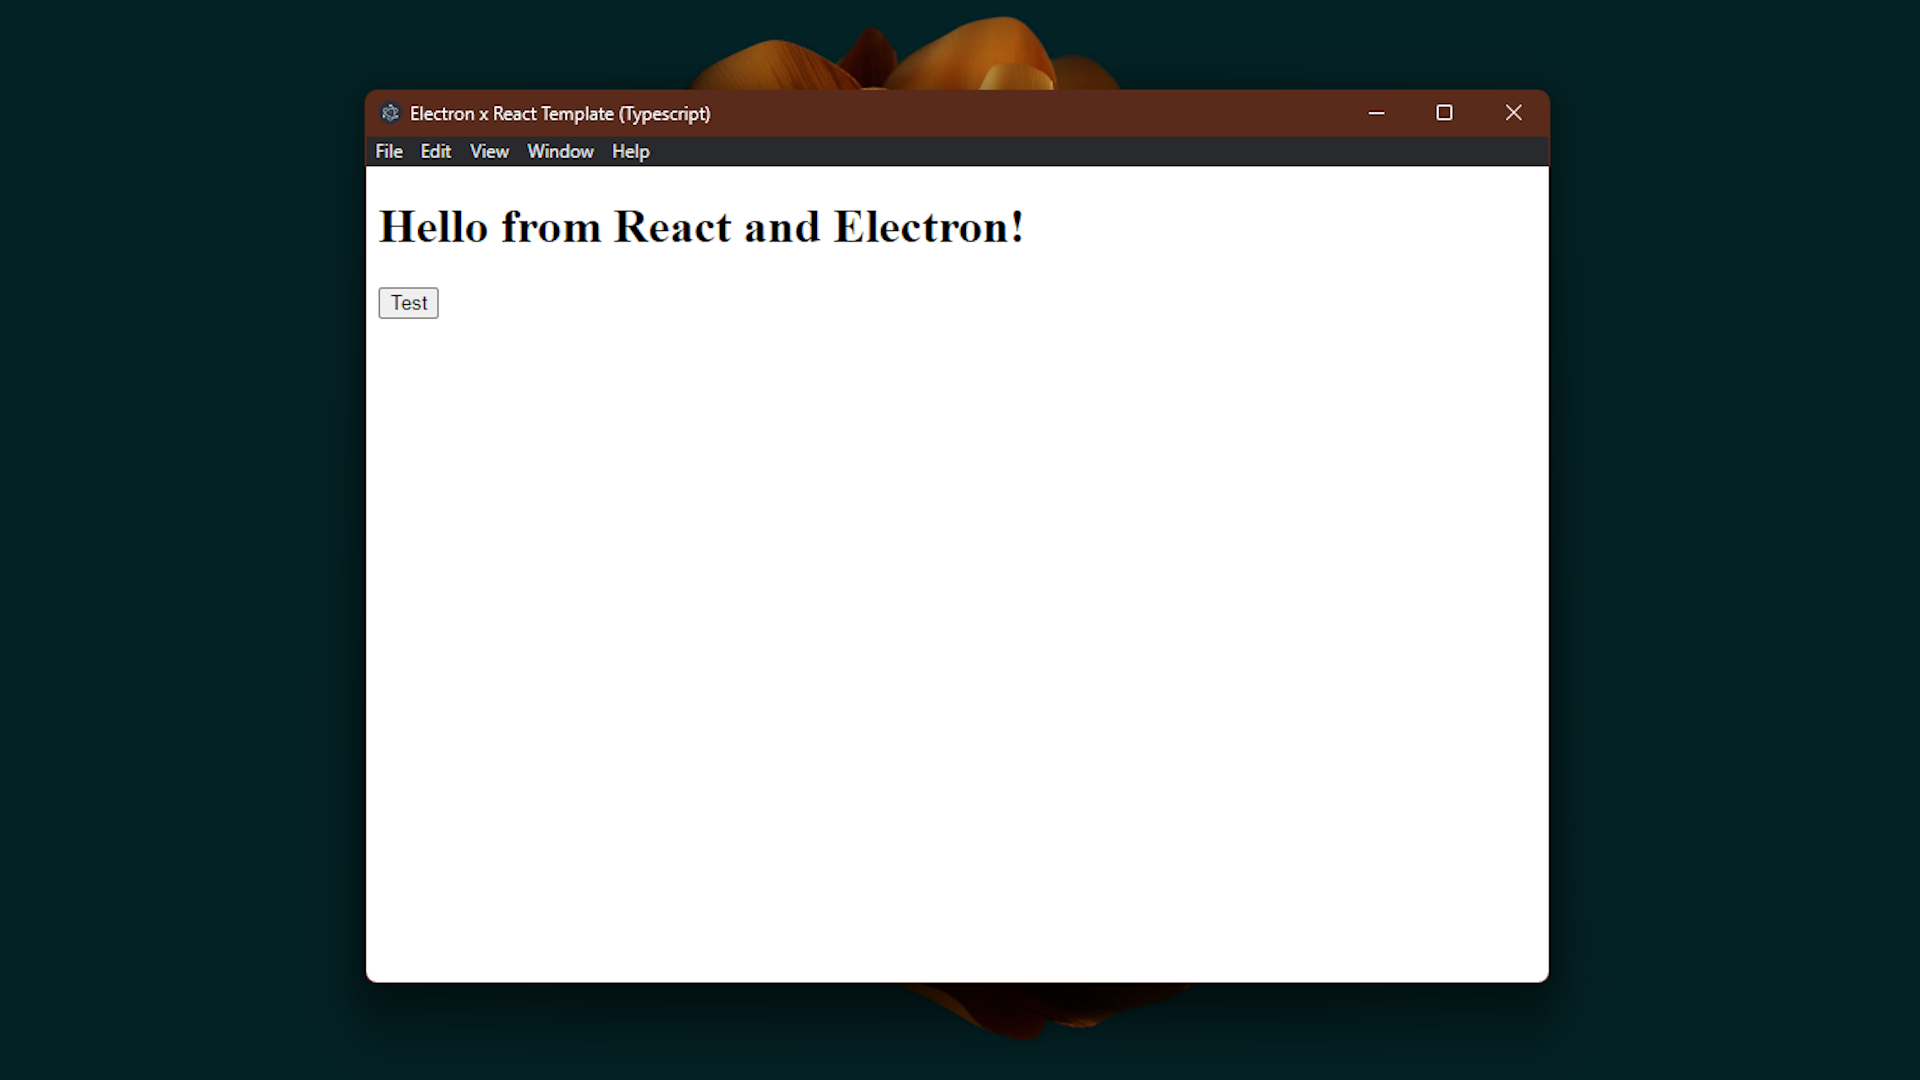 Electron x React Template (Typescript)
File Edit View Window Help
Hello from React and Electron!
Test